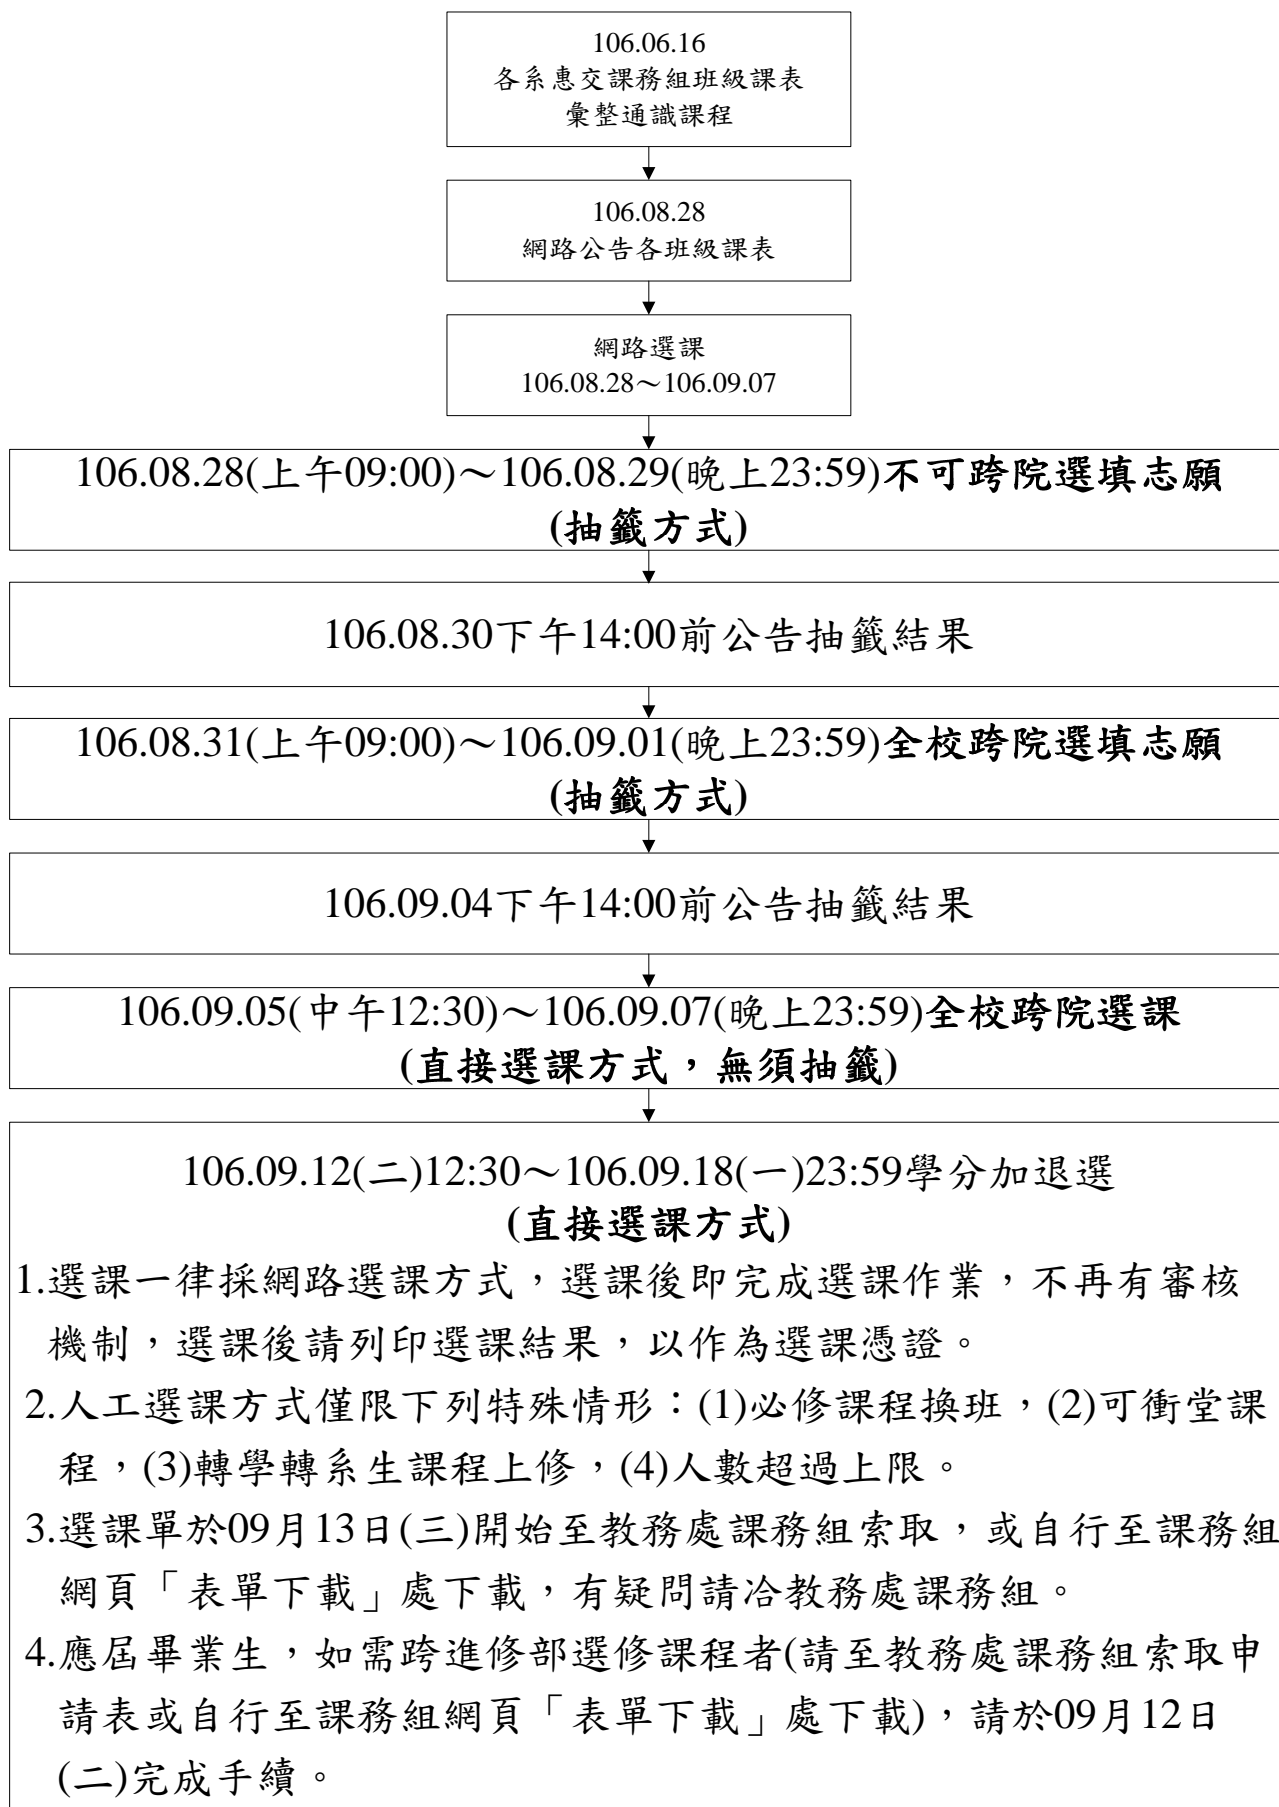 106.06.16
各系惠交課務組班級課表
彙整通識課程
106.08.28
網路公告各班級課表
網路選課
106.08.28～106.09.07
106.08.28(上午09:00)～106.08.29(晚上23:59)不可跨院選填志願
(抽籤方式)
106.08.30下午14:00前公告抽籤結果
106.08.31(上午09:00)～106.09.01(晚上23:59)全校跨院選填志願
(抽籤方式)
106.09.04下午14:00前公告抽籤結果
106.09.05(中午12:30)～106.09.07(晚上23:59)全校跨院選課
(直接選課方式，無須抽籤)
106.09.12(二)12:30～106.09.18(一)23:59學分加退選
(直接選課方式)
1.選課一律採網路選課方式，選課後即完成選課作業，不再有審核
機制，選課後請列印選課結果，以作為選課憑證。
2.人工選課方式僅限下列特殊情形：(1)必修課程換班，(2)可衝堂課
程，(3)轉學轉系生課程上修，(4)人數超過上限。
3.選課單於09月13日(三)開始至教務處課務組索取，或自行至課務組
網頁「表單下載」處下載，有疑問請冾教務處課務組。
4.應屆畢業生，如需跨進修部選修課程者(請至教務處課務組索取申
請表或自行至課務組網頁「表單下載」處下載)，請於09月12日
(二)完成手續。